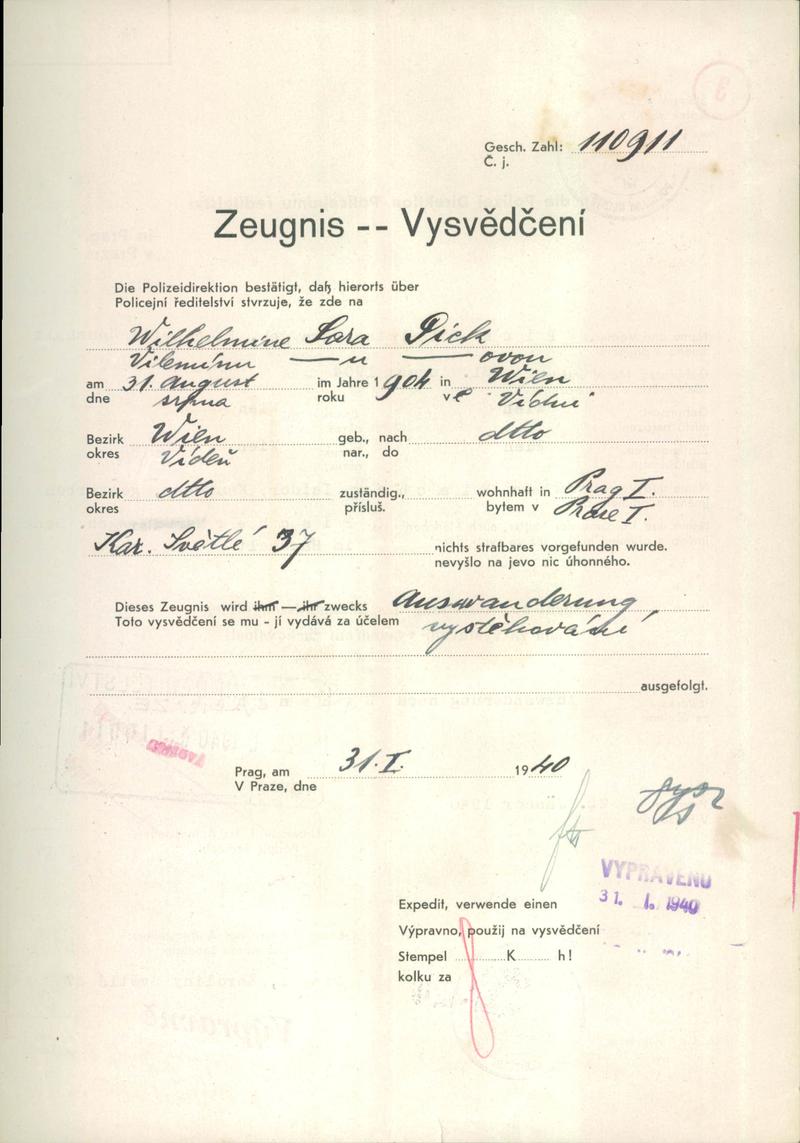 3
Gesch. Zahl: 110911
Č. j.
Zeugnis -- Vysvědčení
Die Polizeidirektion bestätigt, daß hierorts über
Policejní ředitelství stvrzuje, že zde na
Wilhelmine Sara Pick
Vilemínu — u — ovou
am 31. August im Jahre 1904 in Wien
dne srpna roku ve Vídni
Bezirk Wien geb., nach dtto
okres Vídeň nar., do
Bezirk dtto zuständig., wohnhaft in Prag I.
okres přísluš. bytem v Praze I.
Kar. Světlé 37 nichts strafbares vorgefunden wurde.
nevyšlo na jevo nic úhonného.
Dieses Zeugnis wird ihm — ihr zwecks Auswanderung
Toto vysvědčení se mu - jí vydává za účelem vystěhování
ausgefolgt.
Prag, am 31. I. 1940
V Praze, dne
VYPRAVENO
31. I. 1940
Expedit, verwende einen
Výpravno, použij na vysvědčení
Stempel K h!
kolku za